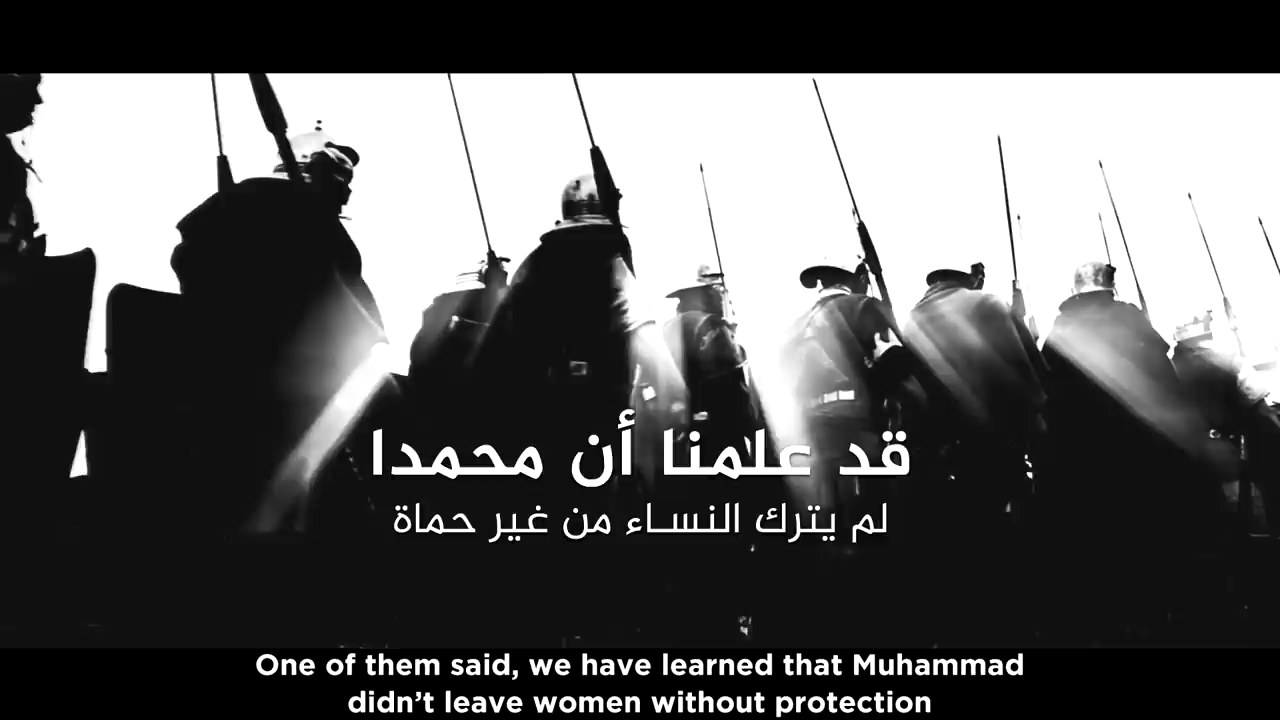 قد علمنا أن محمدا
لم يترك النساء من غير حماة
One of them said, we have learned that Muhammad
didn’t leave women without protection